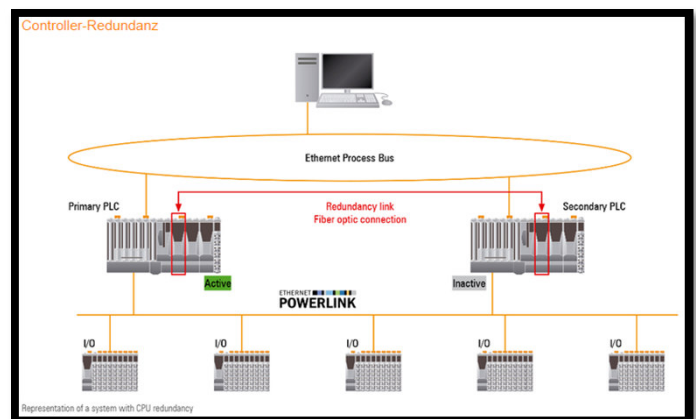 Controller-Redundanz
Ethernet Process Bus
Primary PLC
Redundancy link
Fiber optic connection
Secondary PLC
Active
ETHERNET
POWERLINK
Inactive
I/O
I/O
I/O
I/O
I/O
Representation of a system with CPU redundancy